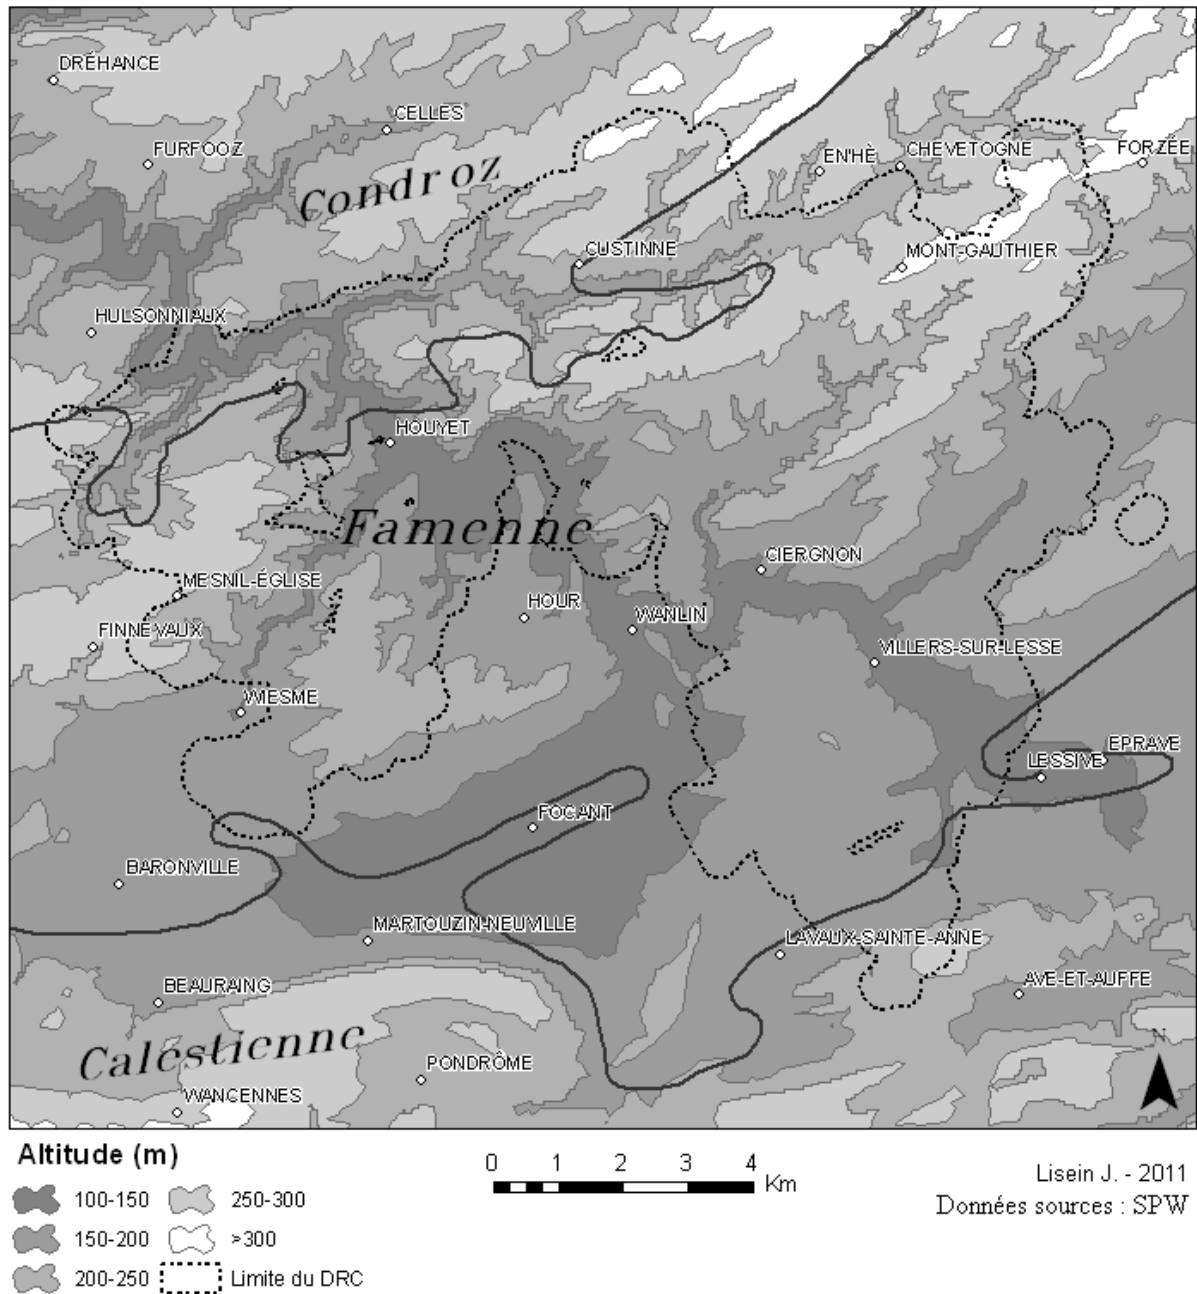 DRÉHANCE
CELLES
FURFOOZ
EN'HÈ
CHEVETOGNE
FORZÉE
Condroz
CUSTINNE
MONT-GAUTHIER
HULSONNIAUX
HOUYET
Famenne
CIERGNON
MESNIL-ÉGLISE
HOUR
WANLIN
FINNEVAUX
VILLERS-SUR-LESSE
WIESME
EPRAVE
LESSIVE
FOCANT
BARONVILLE
MARTOUZIN-NEUVILLE
LAVAUX-SAINTE-ANNE
BEAURAING
AVE-ET-AUFFE
Calestienne
PONDRÔME
N
WANCENNES
Altitude (m)
100-150
150-200
200-250
250-300
>300
Limite du DRC
0 1 2 3 4
Km
Lisein J. - 2011
Données sources : SPW